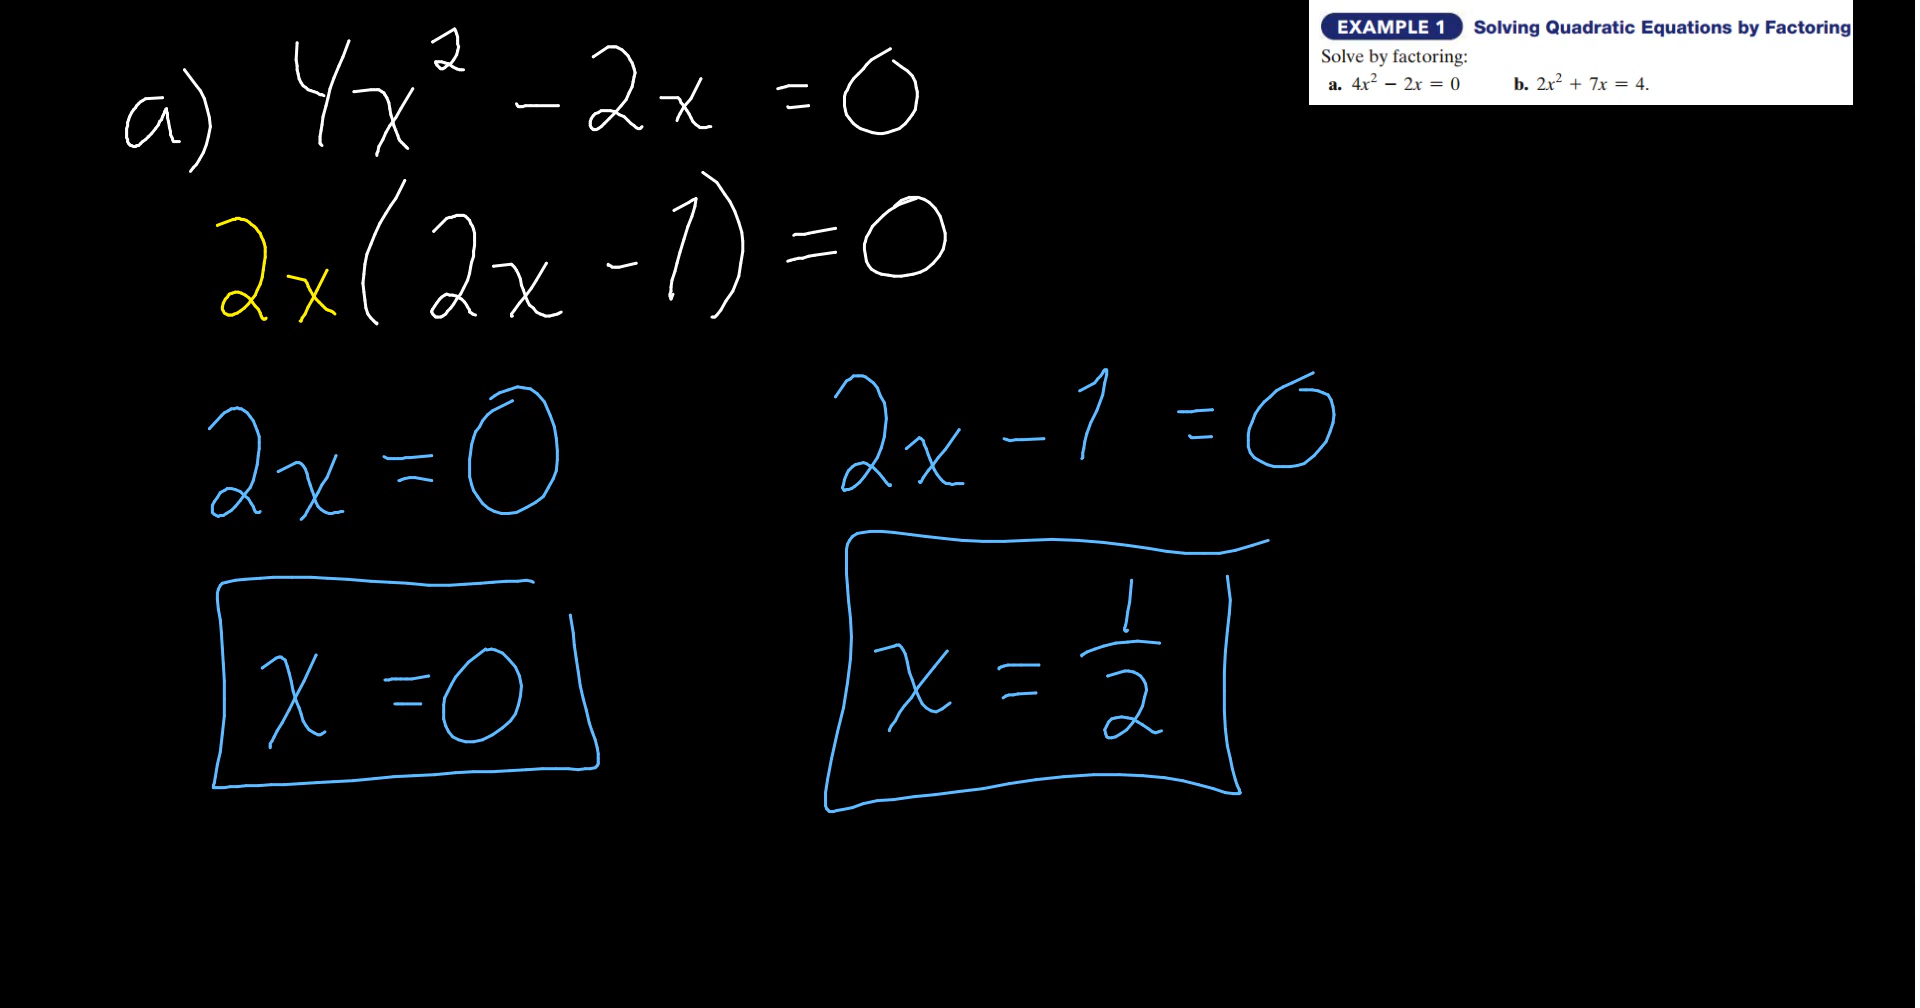 EXAMPLE 1 Solving Quadratic Equations by Factoring
Solve by factoring:
a. 4x² − 2x = 0 b. 2x² + 7x = 4.
a) 4x² − 2x = 0
2x(2x − 1) = 0
2x = 0 2x − 1 = 0
x = 0 x = 1/2